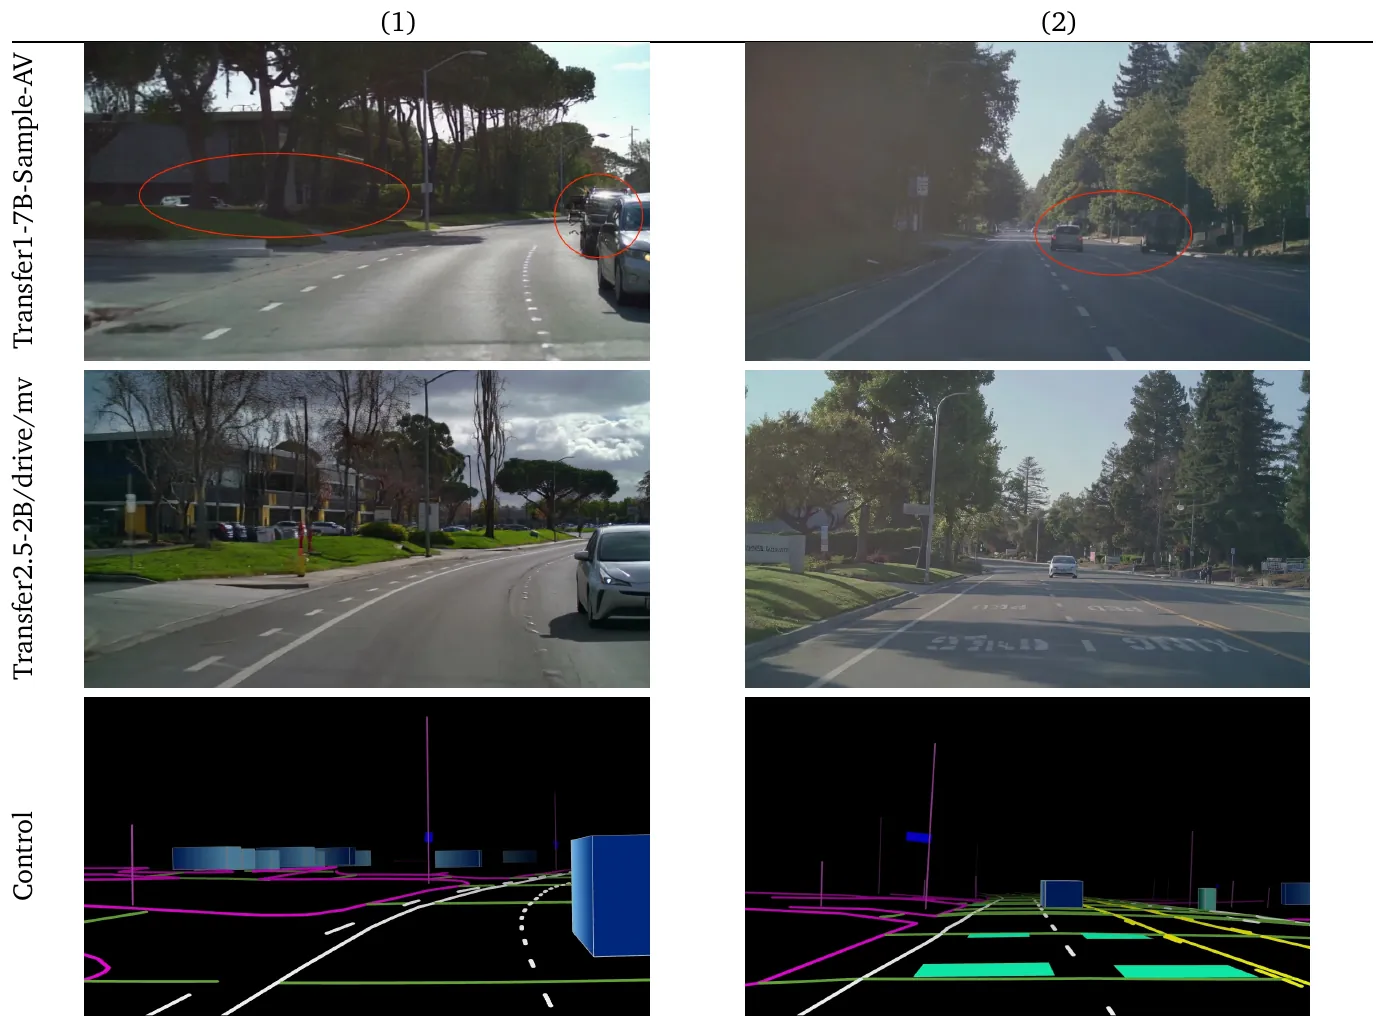 (1)
(2)
Transfer1-7B-Sample-AV
Transfer2.5-2B/drive/mv
Control